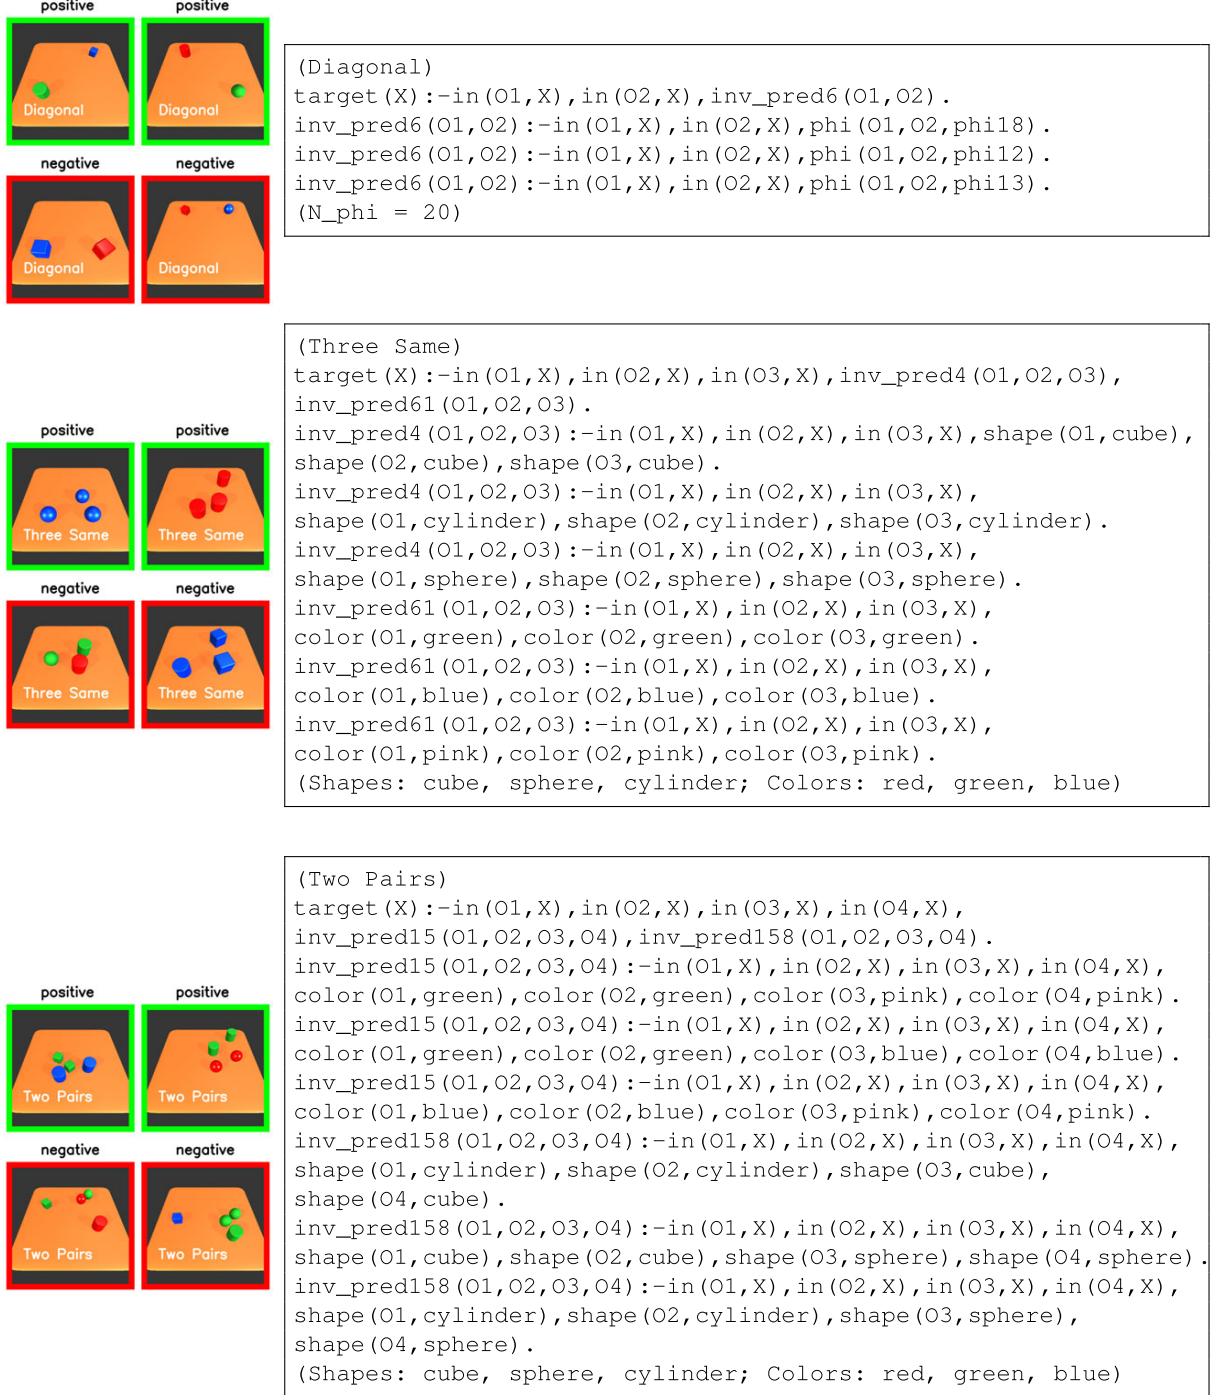 positive positive
Diagonal Diagonal
negative negative
Diagonal Diagonal
(Diagonal)
target(X):-in(O1,X),in(O2,X),inv_pred6(O1,O2).
inv_pred6(O1,O2):-in(O1,X),in(O2,X),phi(O1,O2,phi18).
inv_pred6(O1,O2):-in(O1,X),in(O2,X),phi(O1,O2,phi12).
inv_pred6(O1,O2):-in(O1,X),in(O2,X),phi(O1,O2,phi13).
(N_phi = 20)
positive positive
Three Same Three Same
negative negative
Three Same Three Same
(Three Same)
target(X):-in(O1,X),in(O2,X),in(O3,X),inv_pred4(O1,O2,O3),
inv_pred61(O1,O2,O3).
inv_pred4(O1,O2,O3):-in(O1,X),in(O2,X),in(O3,X),shape(O1,cube),
shape(O2,cube),shape(O3,cube).
inv_pred4(O1,O2,O3):-in(O1,X),in(O2,X),in(O3,X),
shape(O1,cylinder),shape(O2,cylinder),shape(O3,cylinder).
inv_pred4(O1,O2,O3):-in(O1,X),in(O2,X),in(O3,X),
shape(O1,sphere),shape(O2,sphere),shape(O3,sphere).
inv_pred61(O1,O2,O3):-in(O1,X),in(O2,X),in(O3,X),
color(O1,green),color(O2,green),color(O3,green).
inv_pred61(O1,O2,O3):-in(O1,X),in(O2,X),in(O3,X),
color(O1,blue),color(O2,blue),color(O3,blue).
inv_pred61(O1,O2,O3):-in(O1,X),in(O2,X),in(O3,X),
color(O1,pink),color(O2,pink),color(O3,pink).
(Shapes: cube, sphere, cylinder; Colors: red, green, blue)
positive positive
Two Pairs Two Pairs
negative negative
Two Pairs Two Pairs
(Two Pairs)
target(X):-in(O1,X),in(O2,X),in(O3,X),in(O4,X),
inv_pred15(O1,O2,O3,O4),inv_pred158(O1,O2,O3,O4).
inv_pred15(O1,O2,O3,O4):-in(O1,X),in(O2,X),in(O3,X),in(O4,X),
color(O1,green),color(O2,green),color(O3,pink),color(O4,pink).
inv_pred15(O1,O2,O3,O4):-in(O1,X),in(O2,X),in(O3,X),in(O4,X),
color(O1,green),color(O2,green),color(O3,blue),color(O4,blue).
inv_pred15(O1,O2,O3,O4):-in(O1,X),in(O2,X),in(O3,X),in(O4,X),
color(O1,blue),color(O2,blue),color(O3,pink),color(O4,pink).
inv_pred158(O1,O2,O3,O4):-in(O1,X),in(O2,X),in(O3,X),in(O4,X),
shape(O1,cylinder),shape(O2,cylinder),shape(O3,cube),
shape(O4,cube).
inv_pred158(O1,O2,O3,O4):-in(O1,X),in(O2,X),in(O3,X),in(O4,X),
shape(O1,cube),shape(O2,cube),shape(O3,sphere),shape(O4,sphere).
inv_pred158(O1,O2,O3,O4):-in(O1,X),in(O2,X),in(O3,X),in(O4,X),
shape(O1,cylinder),shape(O2,cylinder),shape(O3,sphere),
shape(O4,sphere).
(Shapes: cube, sphere, cylinder; Colors: red, green, blue)